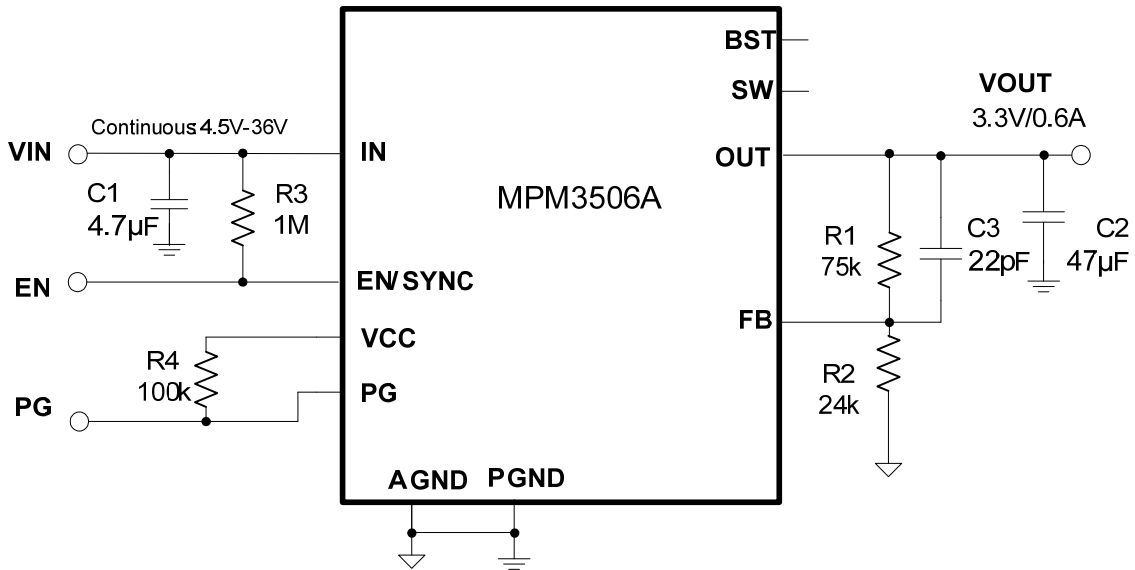 BST
SW
VOUT
3.3V/0.6A
Continuous:4.5V-36V
VIN
IN
OUT
MPM3506A
C1
4.7µF
R3
1M
R1
75k
C3
22pF
C2
47µF
EN
EN/SYNC
FB
VCC
R4
100k
PG
PG
R2
24k
AGND
PGND